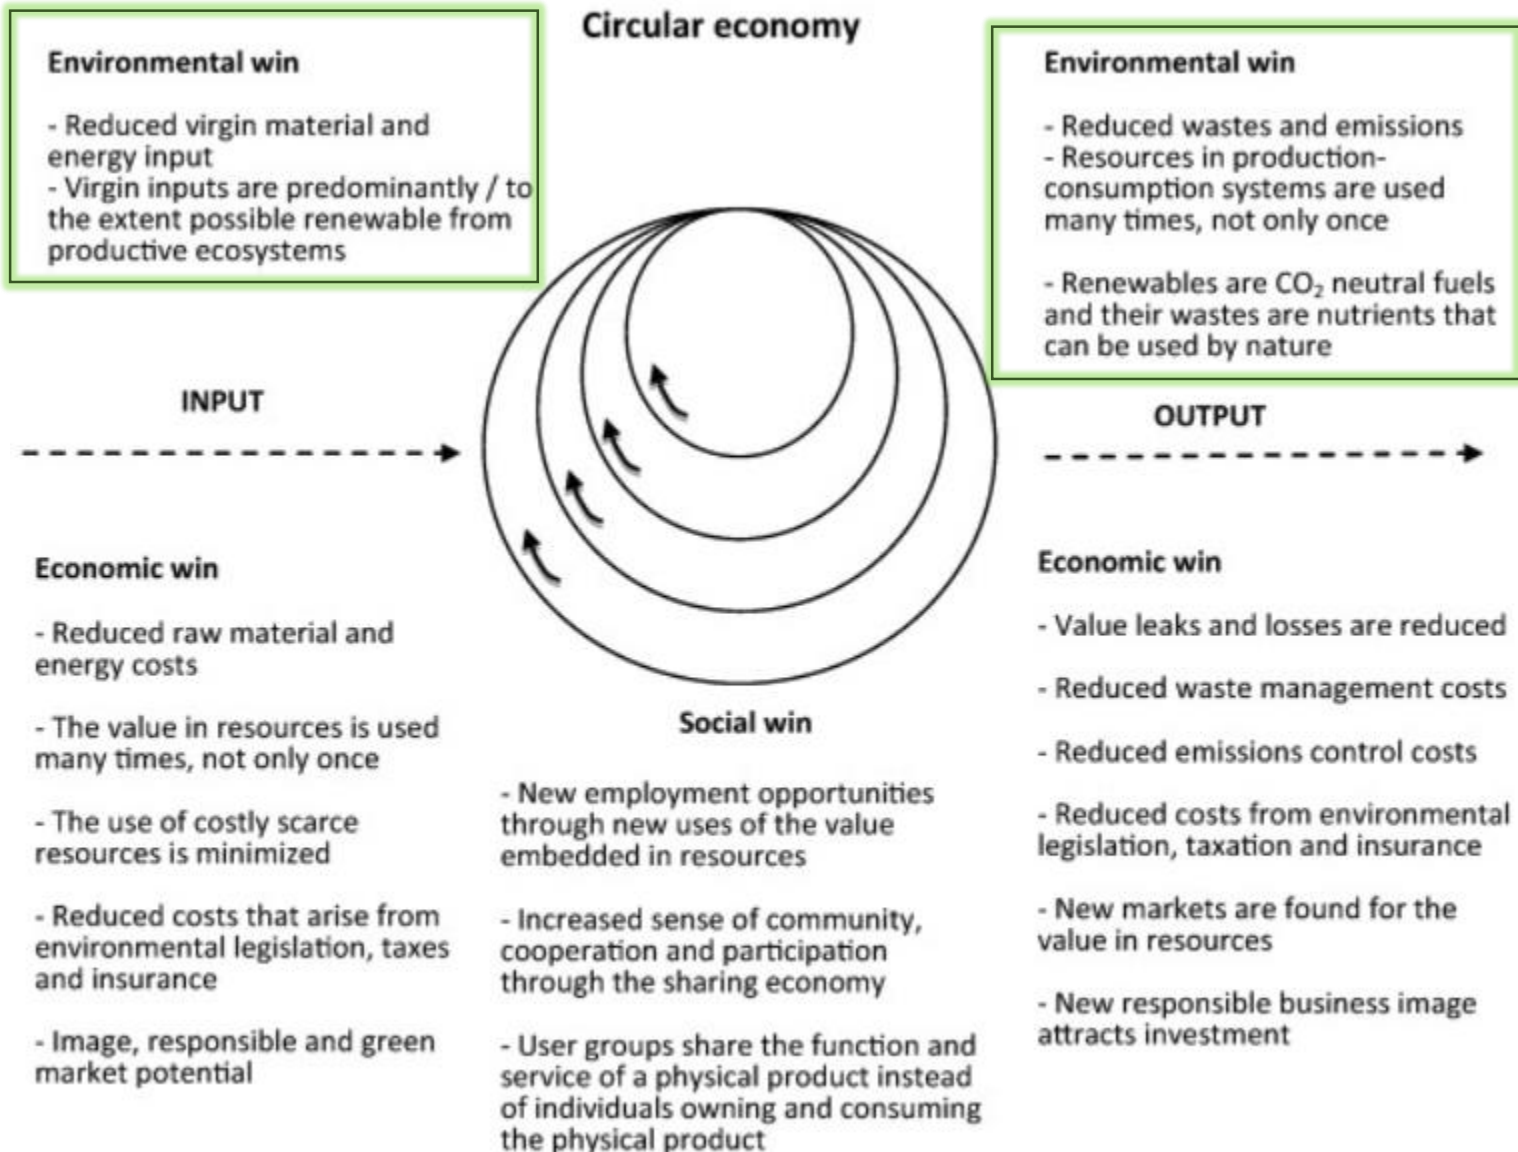 Circular economy
Environmental win
- Reduced virgin material and
energy input
- Virgin inputs are predominantly / to
the extent possible renewable from
productive ecosystems
Environmental win
- Reduced wastes and emissions
- Resources in production-
consumption systems are used
many times, not only once
- Renewables are CO₂ neutral fuels
and their wastes are nutrients that
can be used by nature
INPUT
OUTPUT
Economic win
- Reduced raw material and
energy costs
- The value in resources is used
many times, not only once
- The use of costly scarce
resources is minimized
- Reduced costs that arise from
environmental legislation, taxes
and insurance
- Image, responsible and green
market potential
Social win
- New employment opportunities
through new uses of the value
embedded in resources
- Increased sense of community,
cooperation and participation
through the sharing economy
- User groups share the function and
service of a physical product instead
of individuals owning and consuming
the physical product
Economic win
- Value leaks and losses are reduced
- Reduced waste management costs
- Reduced emissions control costs
- Reduced costs from environmental
legislation, taxation and insurance
- New markets are found for the
value in resources
- New responsible business image
attracts investment